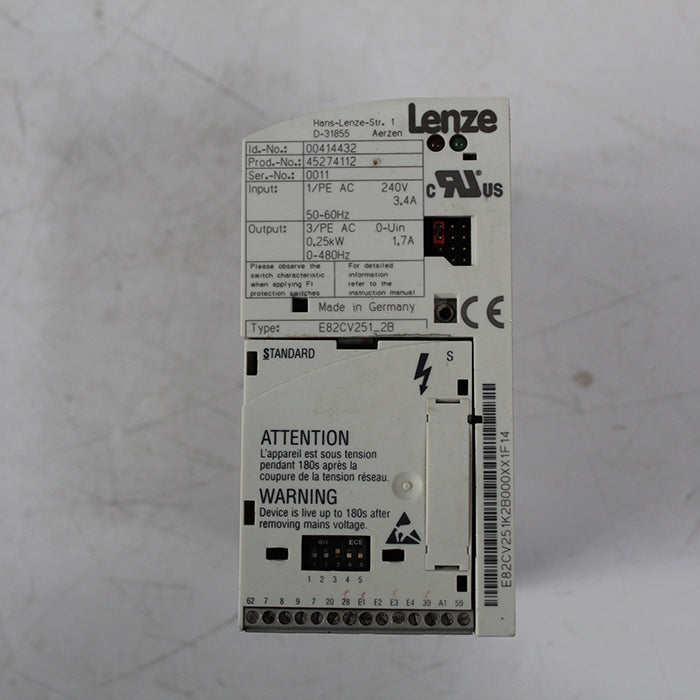 Lenze
Hans-Lenze-Str. 1
D-31855 Aerzen
Id.-No.: 00414432
Prod.-No.: 45274112
Ser.-No.: 0011
Input: 1/PE AC 240V
3.4A
50-60Hz
Output: 3/PE AC 0-Uin
0,25kW 1.7A
0-480Hz
Please observe the
switch characteristic
when applying FI
protection switches
For detailed
information
refer to the
instruction manual
Made in Germany
Type: E82CV251_2B
c RU US
CE
STANDARD
S
ATTENTION
L'appareil est sous tension
pendant 180s après la
coupure de la tension réseau.
WARNING
Device is live up to 180s after
removing mains voltage.
ECE
1 2 3 4 5
62 7 8 9 7 20 28 E1 E2 E3 E4 39 A1 59
E82CV251K2B000XX1F14